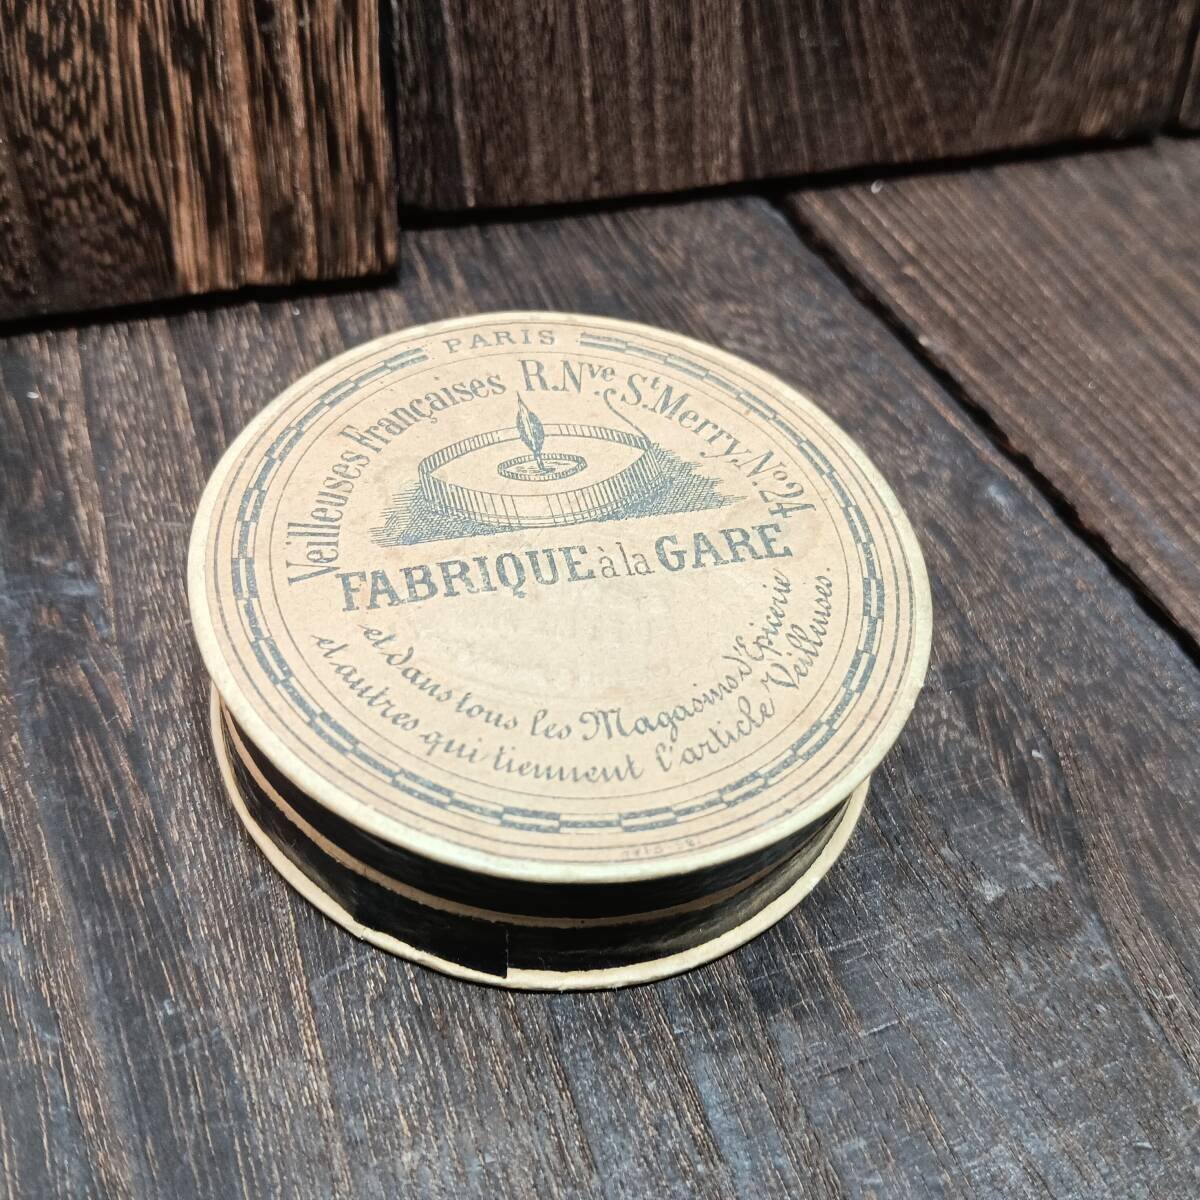 PARIS
Veilleuses Françaises R. Nve. St. Merry, No 24
FABRIQUE à la GARE
et dans tous les Magasins d'Epicerie
et autres qui tiennent l'article Veilleuses.